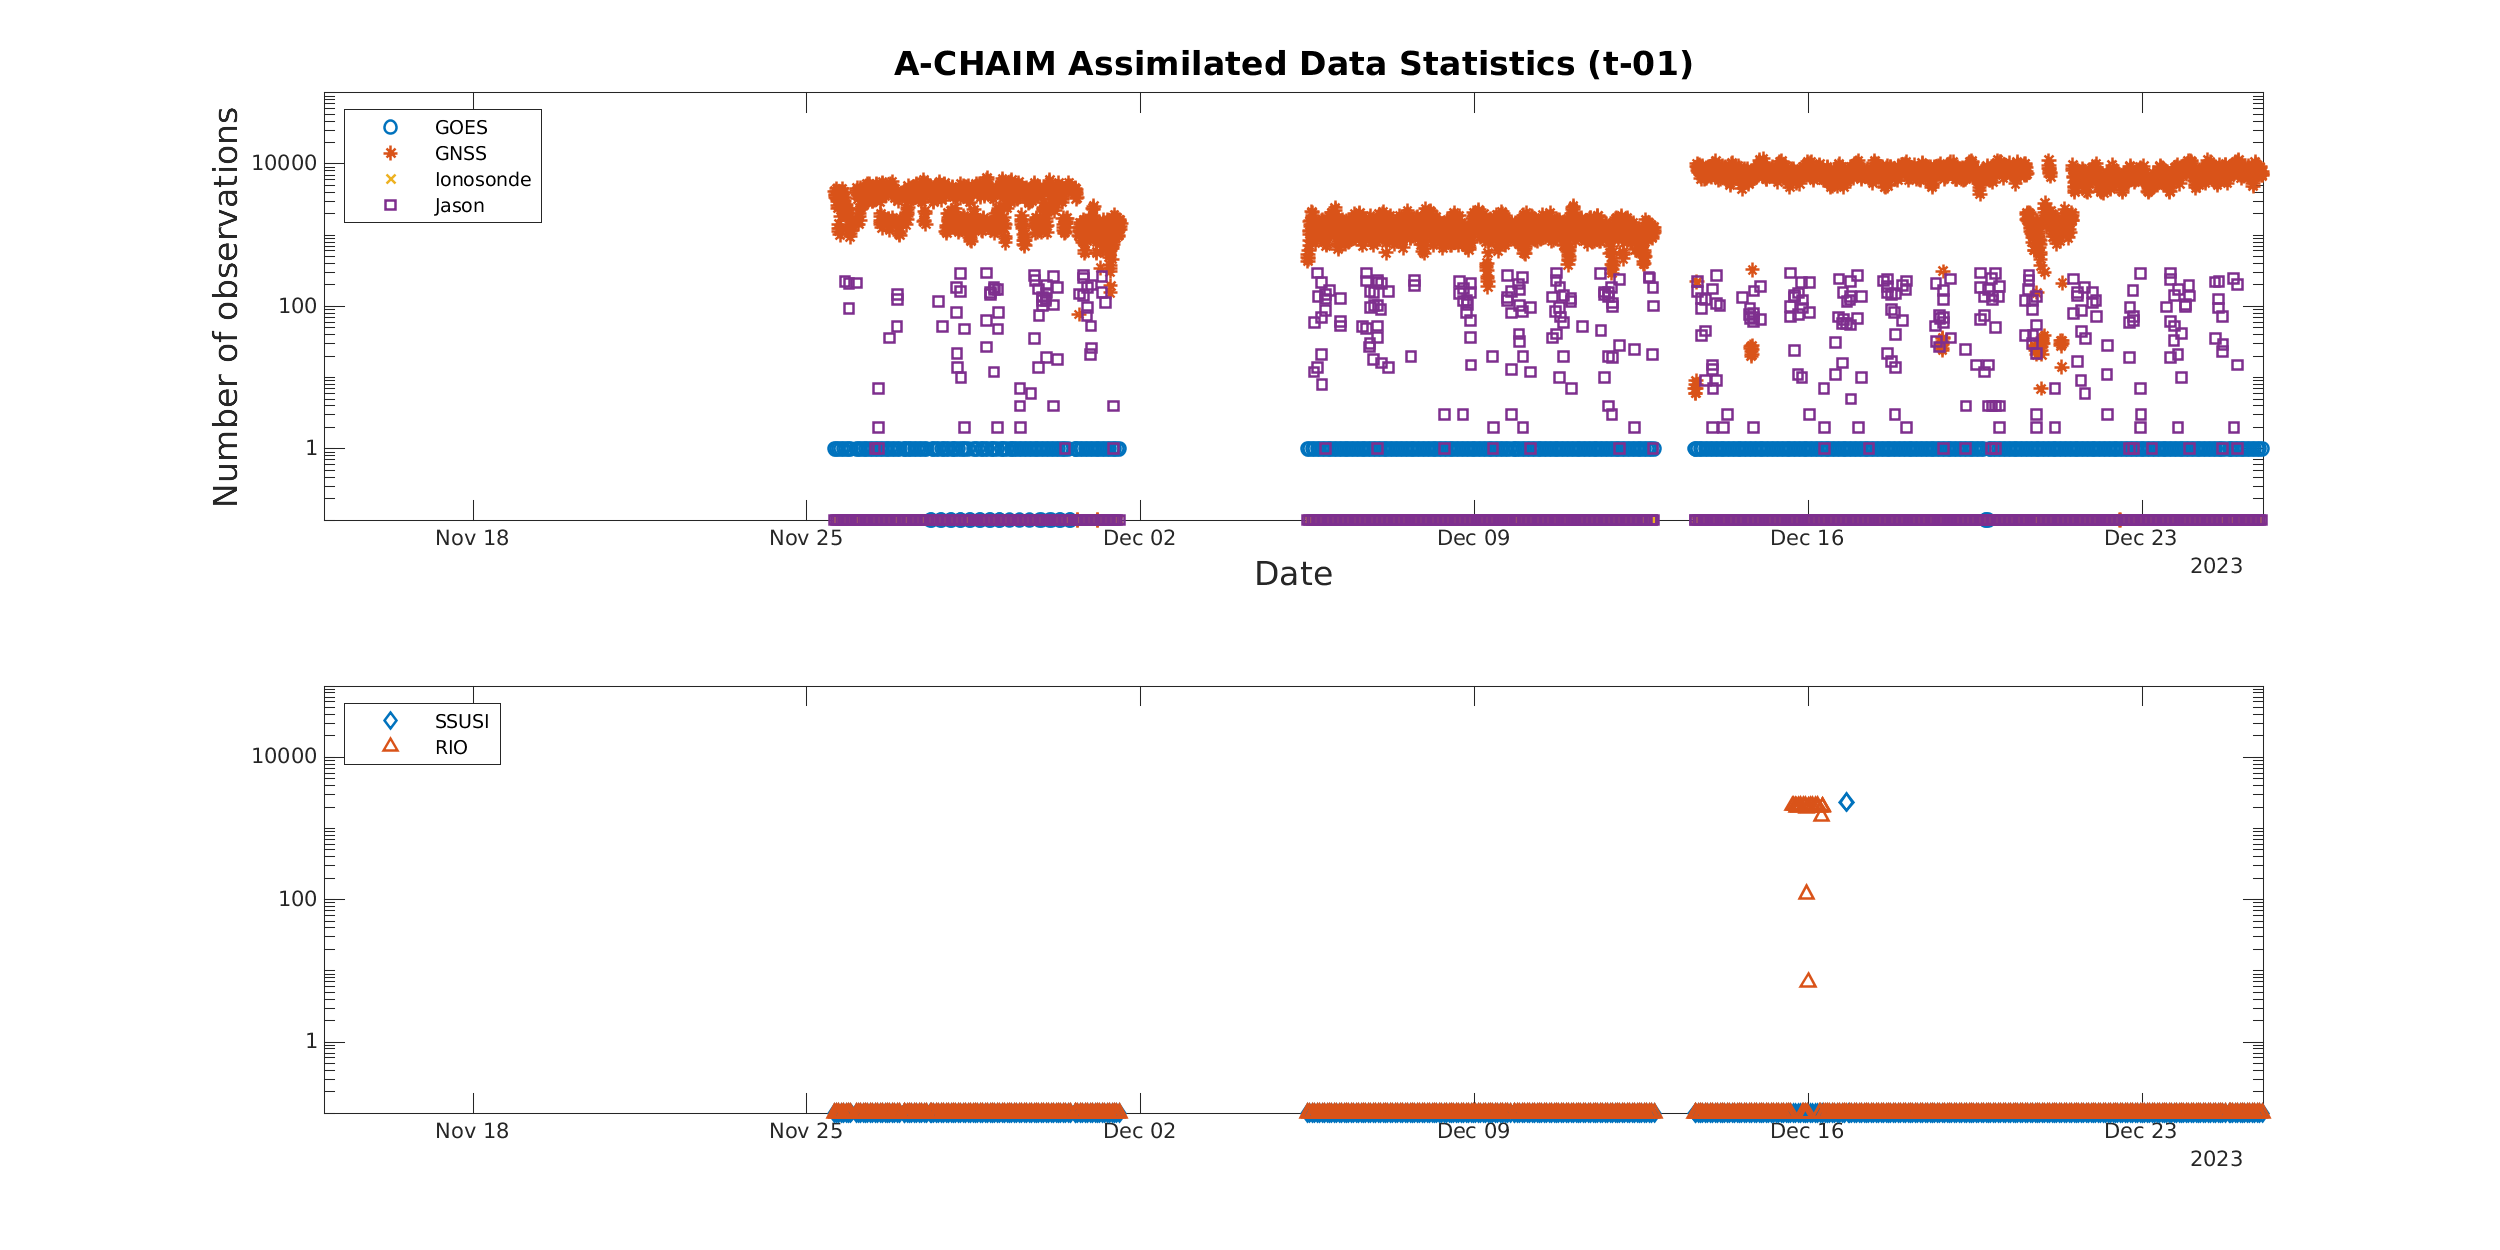 A-CHAIM Assimilated Data Statistics (t-01)
Number of observations
10000
100
1
GOES
GNSS
Ionosonde
Jason
Nov 18
Nov 25
Dec 02
Dec 09
Dec 16
Dec 23
2023
Date
10000
100
1
SSUSI
RIO
Nov 18
Nov 25
Dec 02
Dec 09
Dec 16
Dec 23
2023